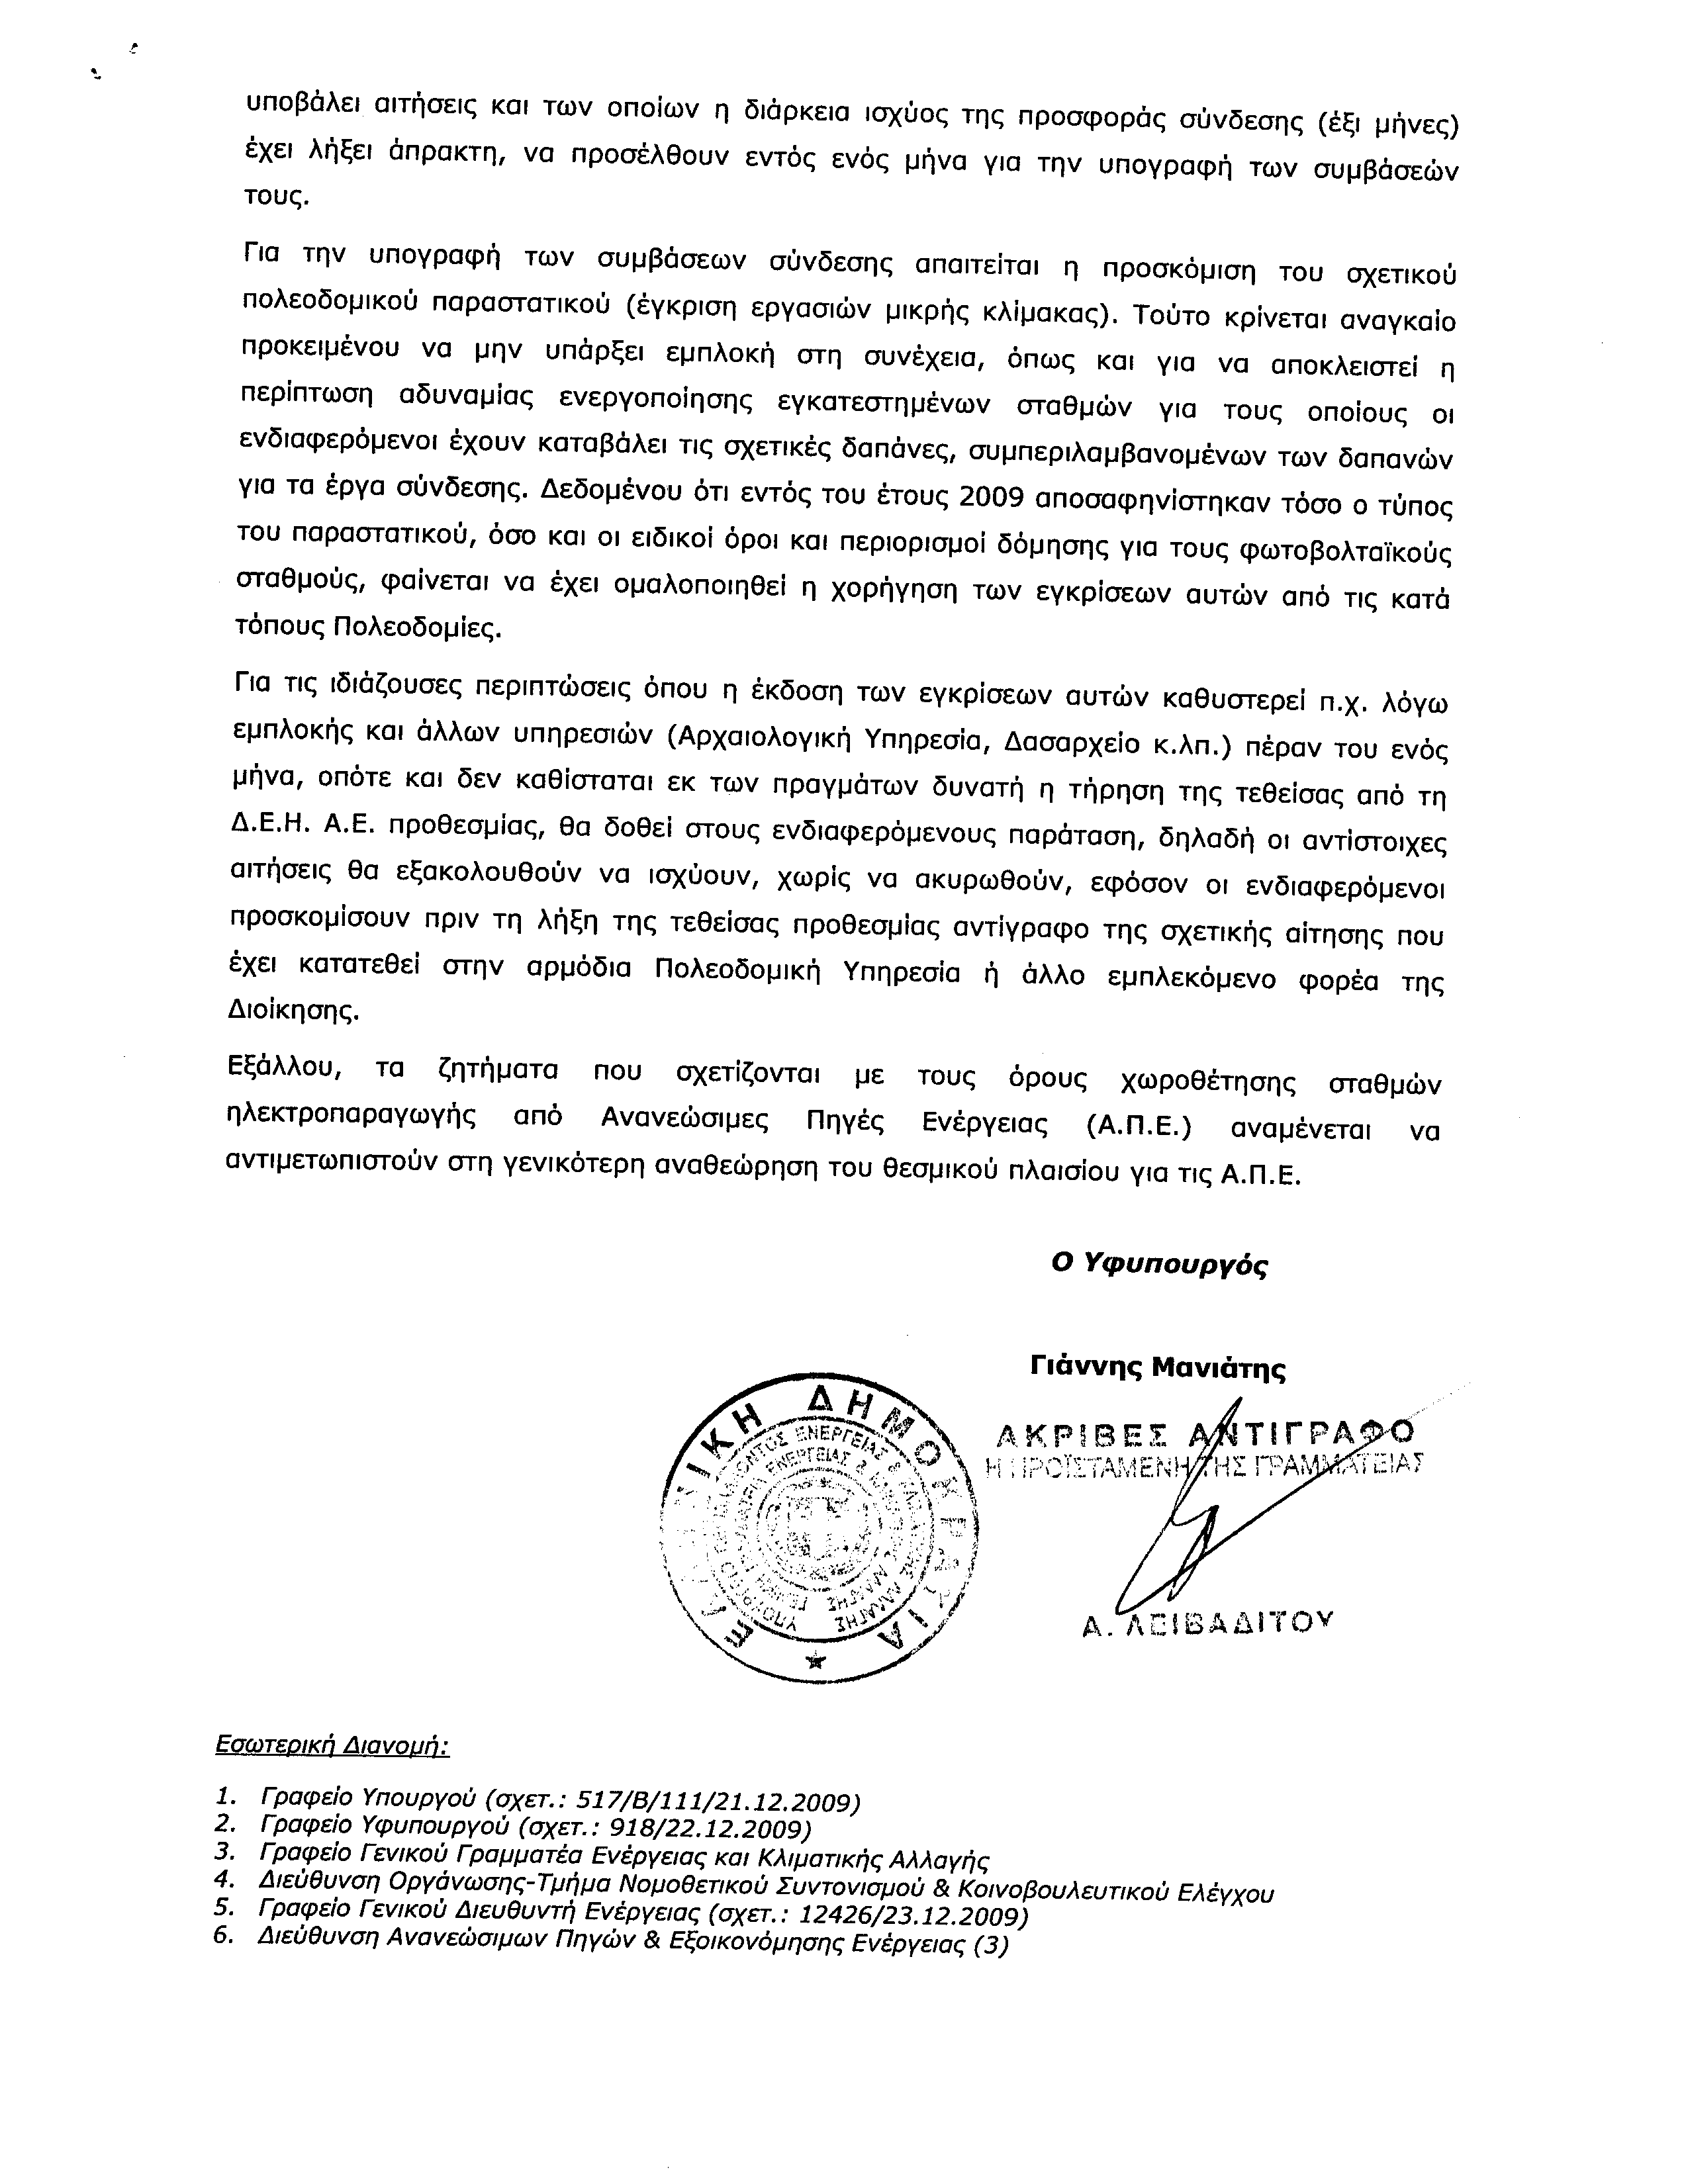 υποβάλει αιτήσεις και των οποίων η διάρκεια ισχύος της προσφοράς σύνδεσης (έξι μήνες)
έχει λήξει άπρακτη, να προσέλθουν εντός ενός μήνα για την υπογραφή των συμβάσεών
τους.
Για την υπογραφή των συμβάσεων σύνδεσης απαιτείται η προσκόμιση του σχετικού
πολεοδομικού παραστατικού (έγκριση εργασιών μικρής κλίμακας). Τούτο κρίνεται αναγκαίο
προκειμένου να μην υπάρξει εμπλοκή στη συνέχεια, όπως και για να αποκλειστεί η
περίπτωση αδυναμίας ενεργοποίησης εγκατεστημένων σταθμών για τους οποίους οι
ενδιαφερόμενοι έχουν καταβάλει τις σχετικές δαπάνες, συμπεριλαμβανομένων των δαπανών
για τα έργα σύνδεσης. Δεδομένου ότι εντός του έτους 2009 αποσαφηνίστηκαν τόσο ο τύπος
του παραστατικού, όσο και οι ειδικοί όροι και περιορισμοί δόμησης για τους φωτοβολταϊκούς
σταθμούς, φαίνεται να έχει ομαλοποιηθεί η χορήγηση των εγκρίσεων αυτών από τις κατά
τόπους Πολεοδομίες.
Για τις ιδιάζουσες περιπτώσεις όπου η έκδοση των εγκρίσεων αυτών καθυστερεί π.χ. λόγω
εμπλοκής και άλλων υπηρεσιών (Αρχαιολογική Υπηρεσία, Δασαρχείο κ.λπ.) πέραν του ενός
μήνα, οπότε και δεν καθίσταται εκ των πραγμάτων δυνατή η τήρηση της τεθείσας από τη
Δ.Ε.Η. Α.Ε. προθεσμίας, θα δοθεί στους ενδιαφερόμενους παράταση, δηλαδή οι αντίστοιχες
αιτήσεις θα εξακολουθούν να ισχύουν, χωρίς να ακυρωθούν, εφόσον οι ενδιαφερόμενοι
προσκομίσουν πριν τη λήξη της τεθείσας προθεσμίας αντίγραφο της σχετικής αίτησης που
έχει κατατεθεί στην αρμόδια Πολεοδομική Υπηρεσία ή άλλο εμπλεκόμενο φορέα της
Διοίκησης.
Εξάλλου, τα ζητήματα που σχετίζονται με τους όρους χωροθέτησης σταθμών
ηλεκτροπαραγωγής από Ανανεώσιμες Πηγές Ενέργειας (Α.Π.Ε.) αναμένεται να
αντιμετωπιστούν στη γενικότερη αναθεώρηση του θεσμικού πλαισίου για τις Α.Π.Ε.
Ο Υφυπουργός
Γιάννης Μανιάτης
ΑΚΡΙΒΕΣ ΑΝΤΙΓΡΑΦΟ
Η ΠΡΟΪΣΤΑΜΕΝΗ ΤΗΣ ΓΡΑΜΜΑΤΕΙΑΣ
Α. ΛΕΙΒΑΔΙΤΟΥ
ΕΛΛΗΝΙΚΗ ΔΗΜΟΚΡΑΤΙΑ
Εσωτερική Διανομή:
1. Γραφείο Υπουργού (σχετ.: 517/Β/111/21.12.2009)
2. Γραφείο Υφυπουργού (σχετ.: 918/22.12.2009)
3. Γραφείο Γενικού Γραμματέα Ενέργειας και Κλιματικής Αλλαγής
4. Διεύθυνση Οργάνωσης-Τμήμα Νομοθετικού Συντονισμού & Κοινοβουλευτικού Ελέγχου
5. Γραφείο Γενικού Διευθυντή Ενέργειας (σχετ.: 12426/23.12.2009)
6. Διεύθυνση Ανανεώσιμων Πηγών & Εξοικονόμησης Ενέργειας (3)